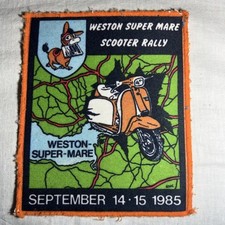 WESTON SUPER MARE
SCOOTER RALLY
WESTON-
SUPER-MARE
SEPTEMBER 14 · 15 1985